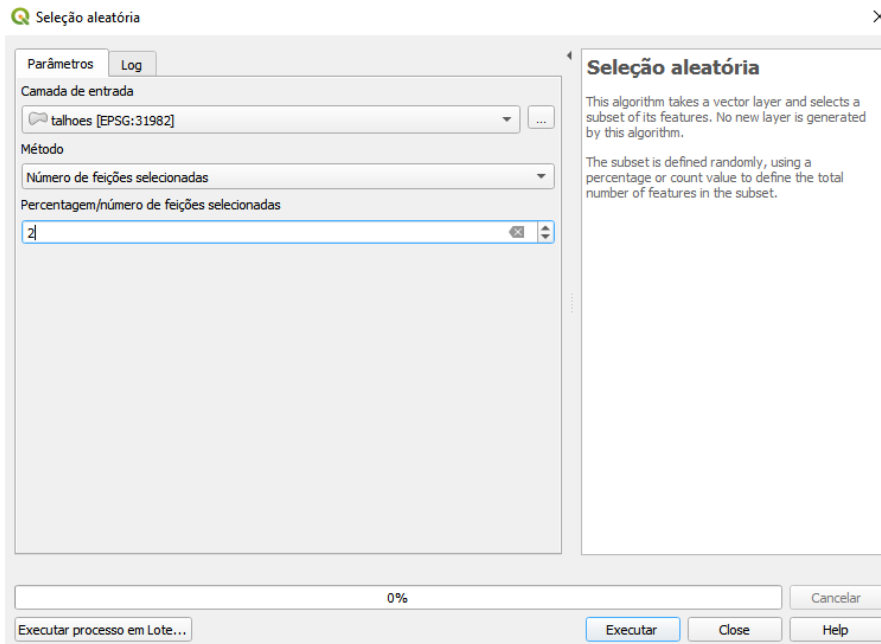 Seleção aleatória
Parâmetros
Log
Camada de entrada
talhoes [EPSG:31982]
...
Método
Número de feições selecionadas
Percentagem/número de feições selecionadas
2
Seleção aleatória
This algorithm takes a vector layer and selects a
subset of its features. No new layer is generated
by this algorithm.
The subset is defined randomly, using a
percentage or count value to define the total
number of features in the subset.
0%
Cancelar
Executar processo em Lote...
Executar
Close
Help